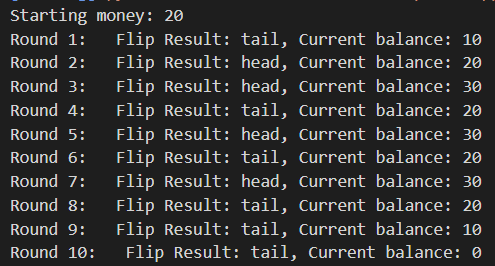 Starting money: 20
Round 1:   Flip Result: tail, Current balance: 10
Round 2:   Flip Result: head, Current balance: 20
Round 3:   Flip Result: head, Current balance: 30
Round 4:   Flip Result: tail, Current balance: 20
Round 5:   Flip Result: head, Current balance: 30
Round 6:   Flip Result: tail, Current balance: 20
Round 7:   Flip Result: head, Current balance: 30
Round 8:   Flip Result: tail, Current balance: 20
Round 9:   Flip Result: tail, Current balance: 10
Round 10:   Flip Result: tail, Current balance: 0